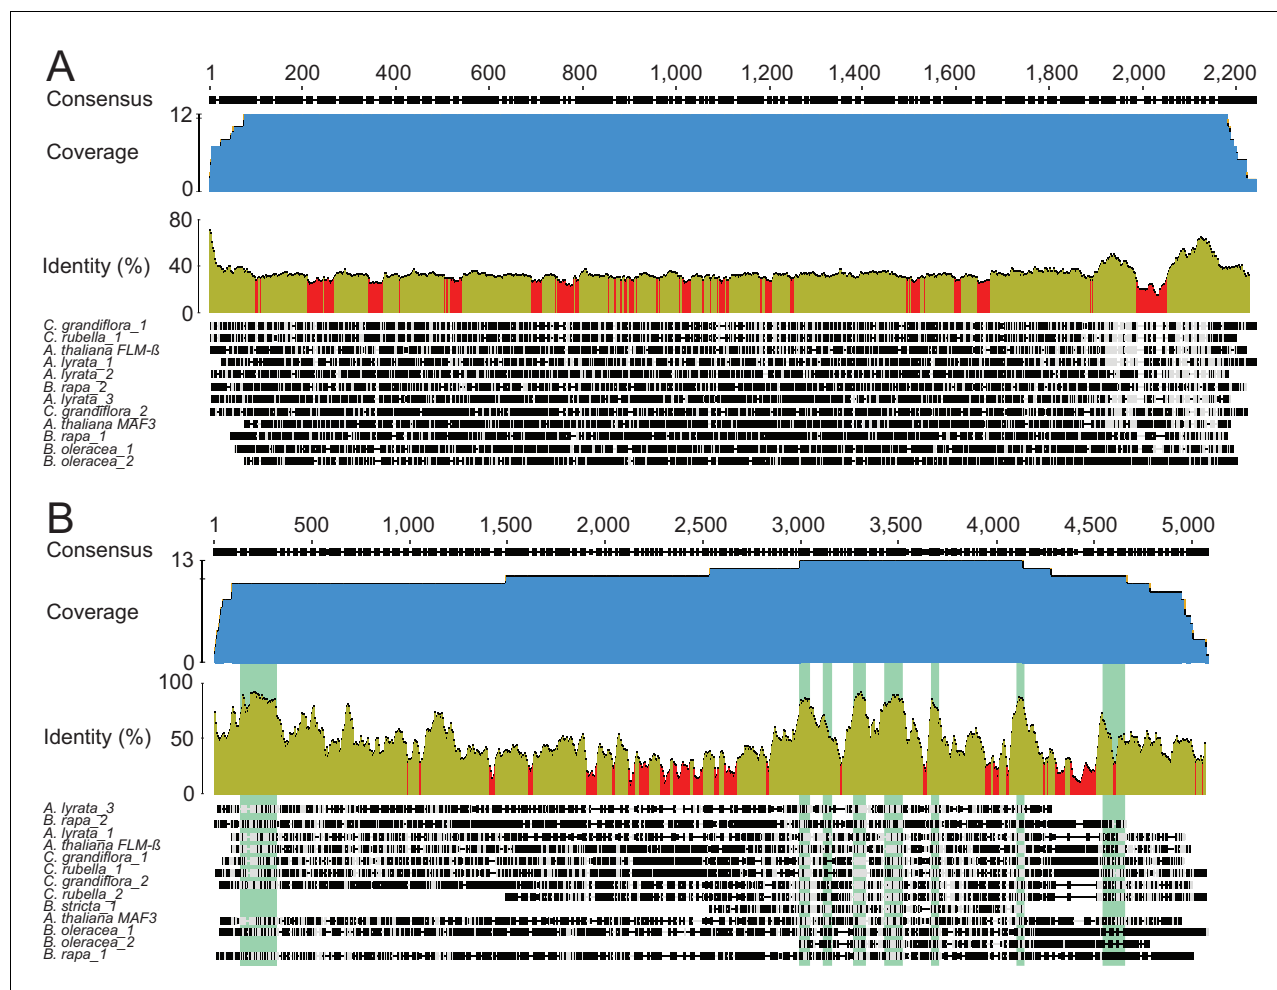 A
1 200 400 600 800 1,000 1,200 1,400 1,600 1,800 2,000 2,200
Consensus
12
Coverage
0
80
Identity (%)
40
0
C. grandiflora_1
C. rubella_1
A. thaliana FLM-ß
A. lyrata_1
A. lyrata_2
B. rapa_2
A. lyrata_3
C. grandiflora_2
A. thaliana MAF3
B. rapa_1
B. oleracea_1
B. oleracea_2
B
1 500 1,000 1,500 2,000 2,500 3,000 3,500 4,000 4,500 5,000
Consensus
13
Coverage
0
100
Identity (%)
50
0
A. lyrata_3
B. rapa_2
A. lyrata_1
A. thaliana FLM-ß
C. grandiflora_1
C. rubella_1
C. grandiflora_2
C. rubella_2
B. stricta_1
A. thaliana MAF3
B. oleracea_1
B. oleracea_2
B. rapa_1